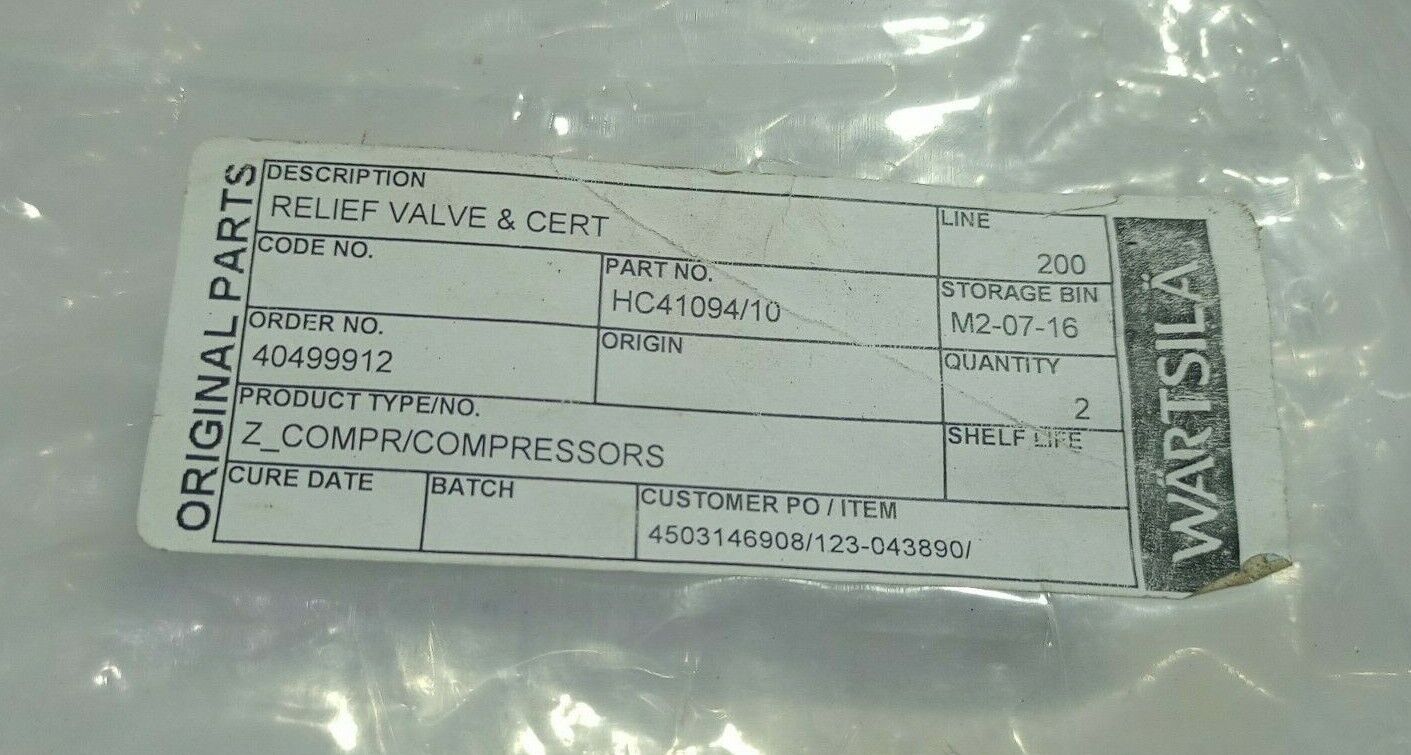 ORIGINAL PARTS
DESCRIPTION
RELIEF VALVE & CERT
LINE
200
CODE NO.
PART NO.
HC41094/10
STORAGE BIN
M2-07-16
ORDER NO.
40499912
ORIGIN
QUANTITY
2
PRODUCT TYPE/NO.
Z_COMPR/COMPRESSORS
SHELF LIFE
CURE DATE
BATCH
CUSTOMER PO / ITEM
4503146908/123-043890/
WÄRTSILÄ